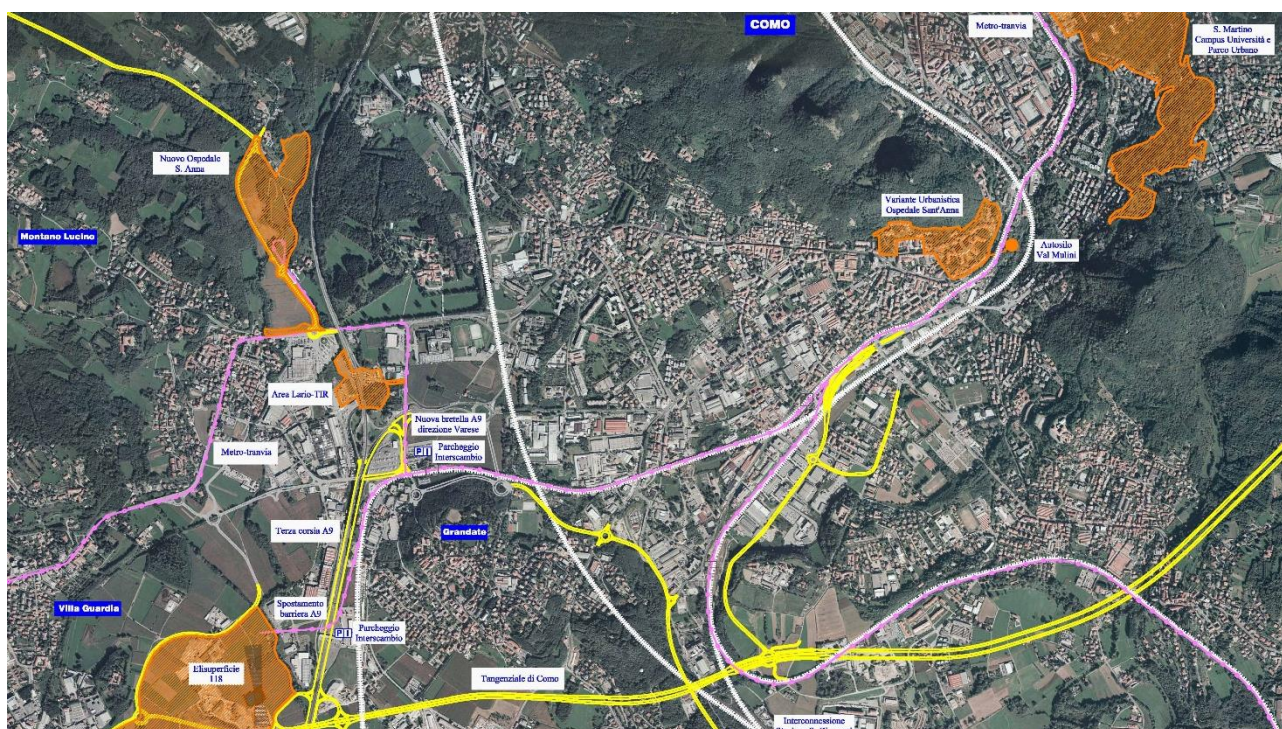 COMO
Metro-tranvia
S. Martino
Campus Università e
Parco Urbano
Nuovo Ospedale
S. Anna
Variante Urbanistica
Ospedale Sant'Anna
Montano Lucino
Autosilo
Val Mulini
Area Lario-TIR
Nuova bretella A9
direzione Varese
Metro-tranvia
P I
Parcheggio
Interscambio
Terza corsia A9
Grandate
Villa Guardia
Spostamento
barriera A9
P I
Parcheggio
Interscambio
Elisuperficie
118
Tangenziale di Como
Interconnessione